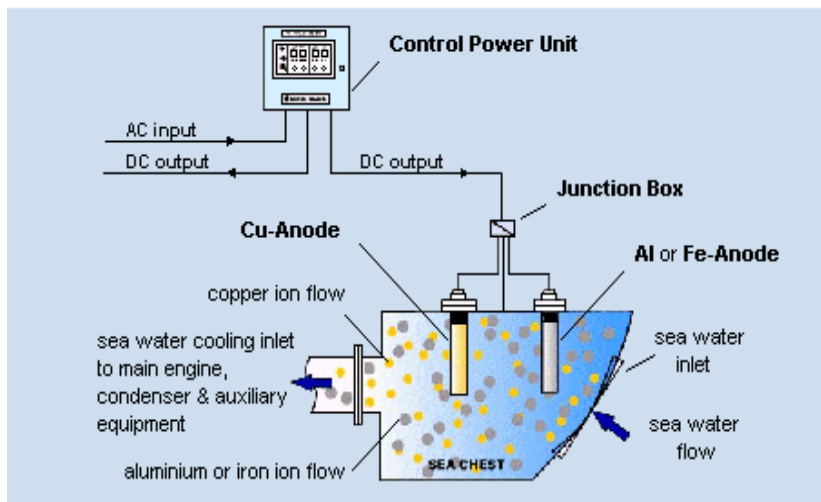 Control Power Unit
AC input
DC output
DC output
Junction Box
Cu-Anode
Al or Fe-Anode
copper ion flow
sea water cooling inlet
to main engine,
condenser & auxiliary
equipment
sea water
inlet
sea water
flow
aluminium or iron ion flow
SEA CHEST